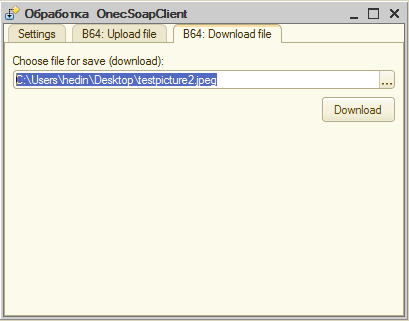 Обработка OnecSoapClient
Settings B64: Upload file B64: Download file
Choose file for save (download):
C:\Users\hedin\Desktop\testpicture2.jpeg ...
Download